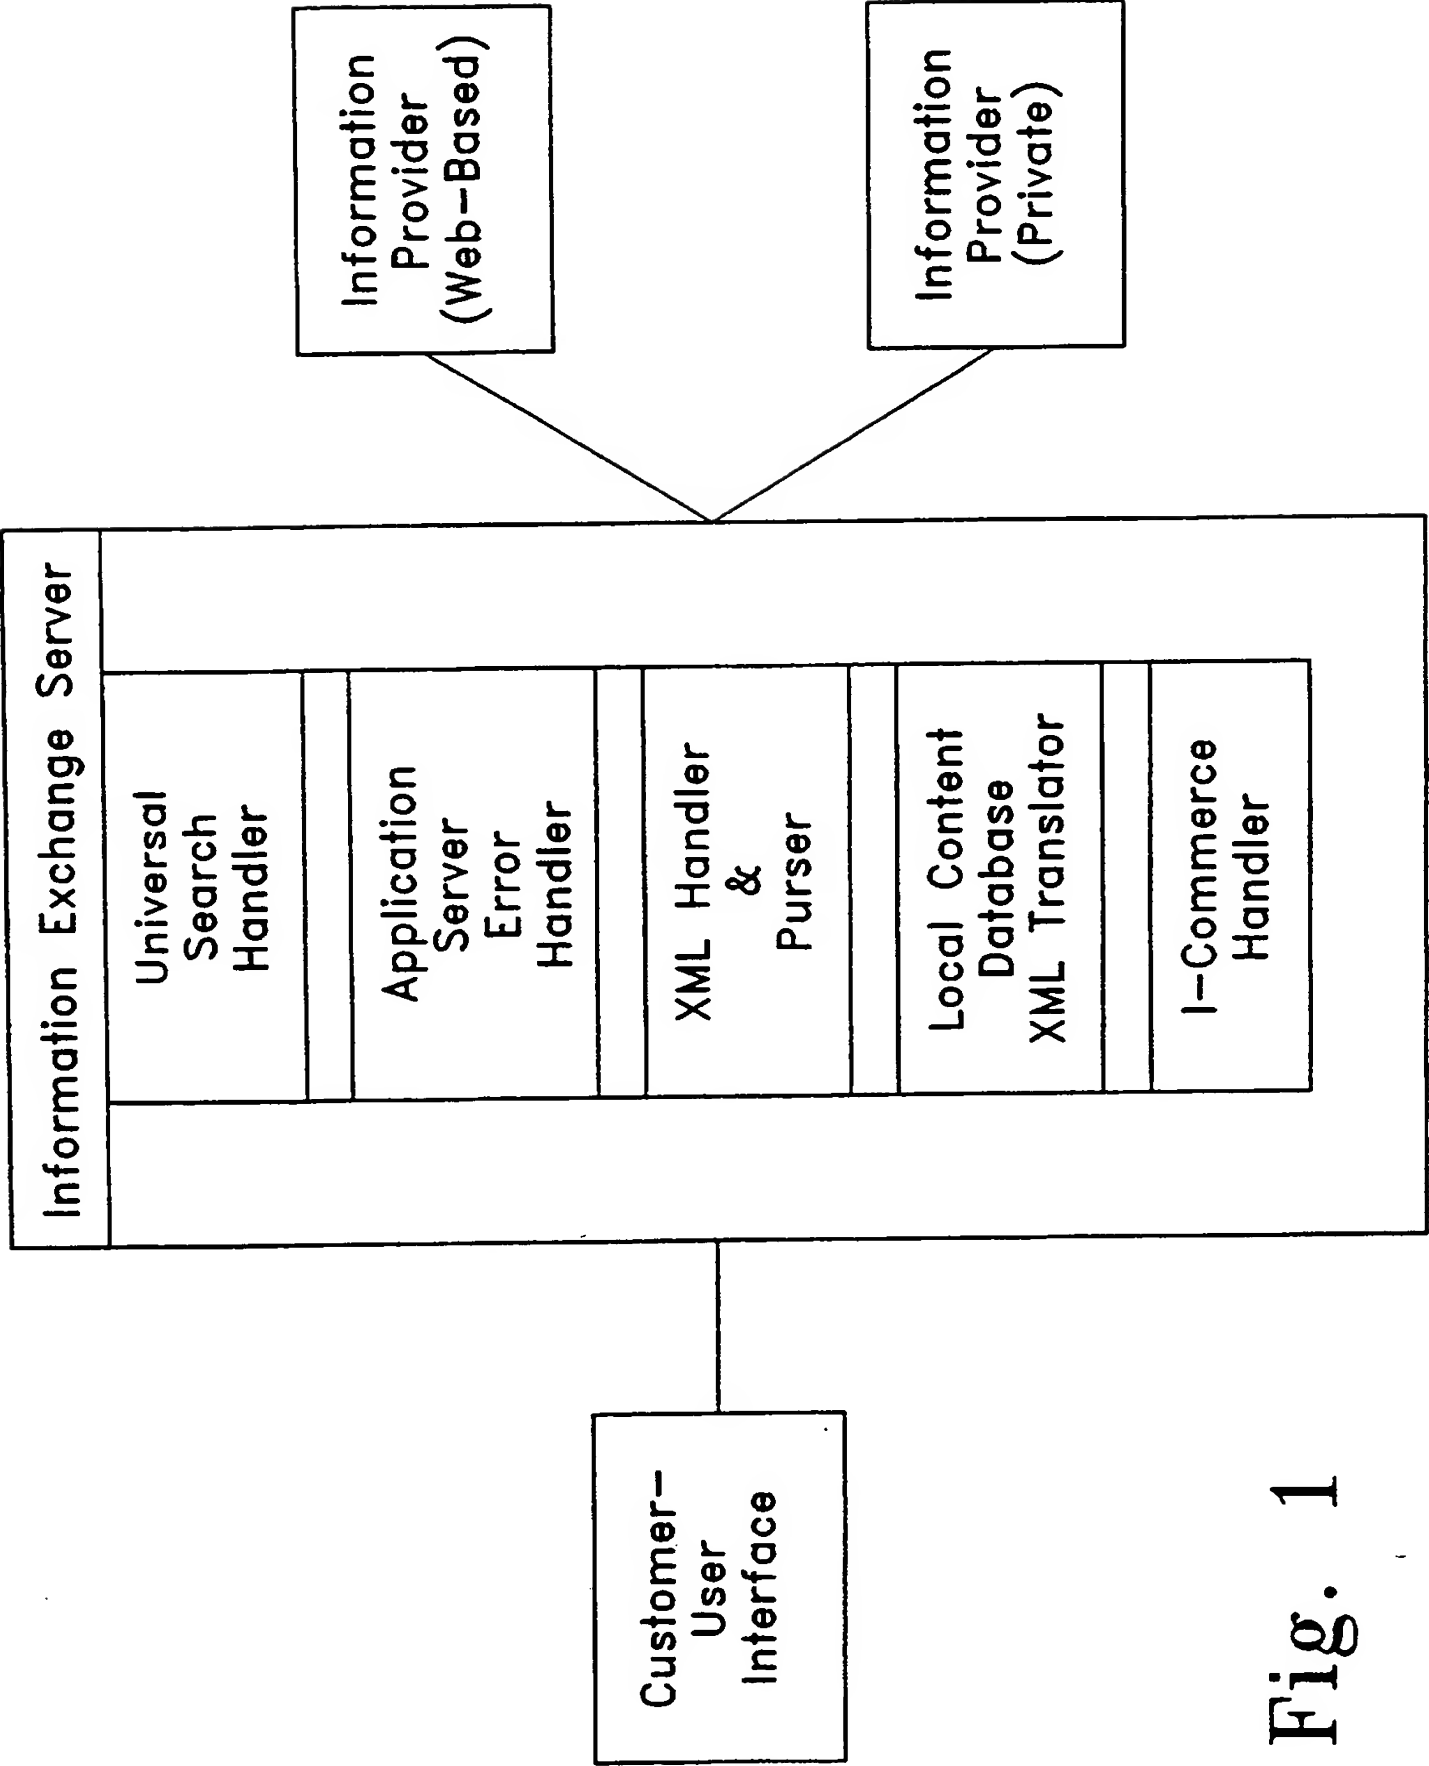 Information Exchange Server
Customer–
User
Interface
Universal
Search
Handler
Application
Server
Error
Handler
XML Handler
&
Purser
Local Content
Database
XML Translator
I–Commerce
Handler
Information
Provider
(Web–Based)
Information
Provider
(Private)
Fig. 1